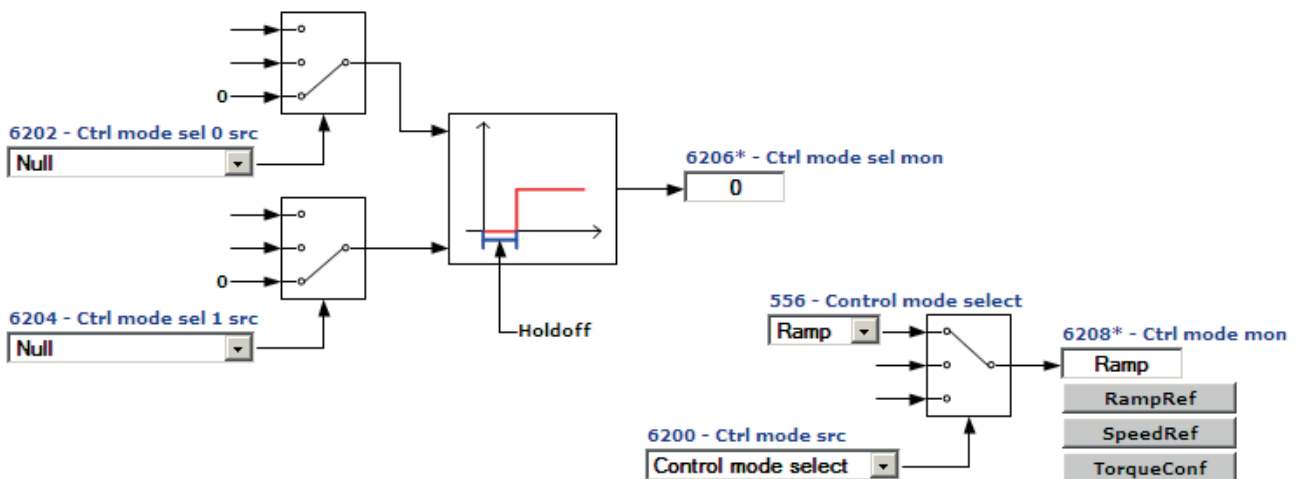 0
6202 - Ctrl mode sel 0 src
Null
6206* - Ctrl mode sel mon
0
0
6204 - Ctrl mode sel 1 src
Null
Holdoff
556 - Control mode select
Ramp
6208* - Ctrl mode mon
Ramp
RampRef
SpeedRef
TorqueConf
6200 - Ctrl mode src
Control mode select